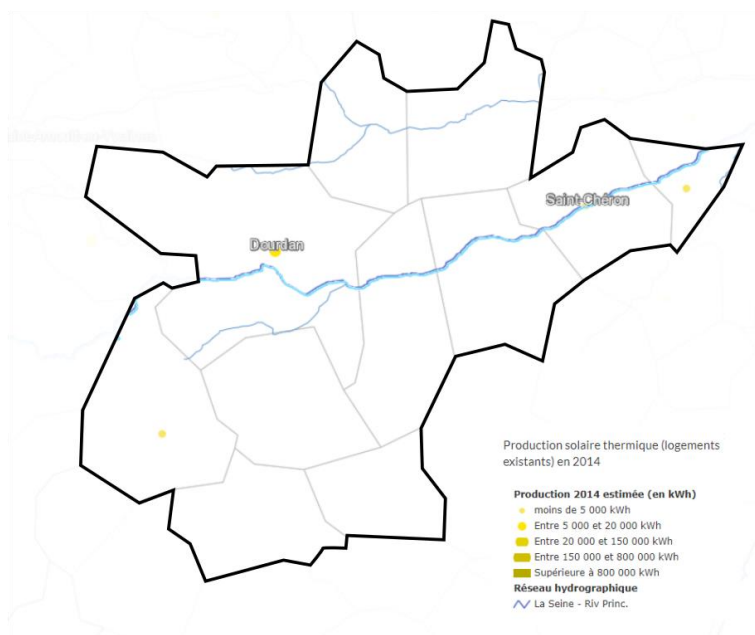 Dourdan
Saint-Chéron
Production solaire thermique (logements
existants) en 2014
Production 2014 estimée (en kWh)
moins de 5 000 kWh
Entre 5 000 et 20 000 kWh
Entre 20 000 et 150 000 kWh
Entre 150 000 et 800 000 kWh
Supérieure à 800 000 kWh
Réseau hydrographique
La Seine - Riv Princ.